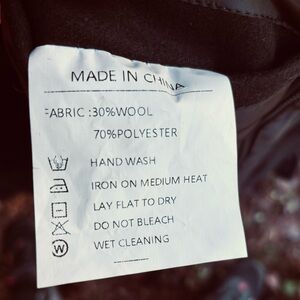 MADE IN CHINA
FABRIC :30%WOOL
70%POLYESTER
HAND WASH
IRON ON MEDIUM HEAT
LAY FLAT TO DRY
DO NOT BLEACH
W WET CLEANING